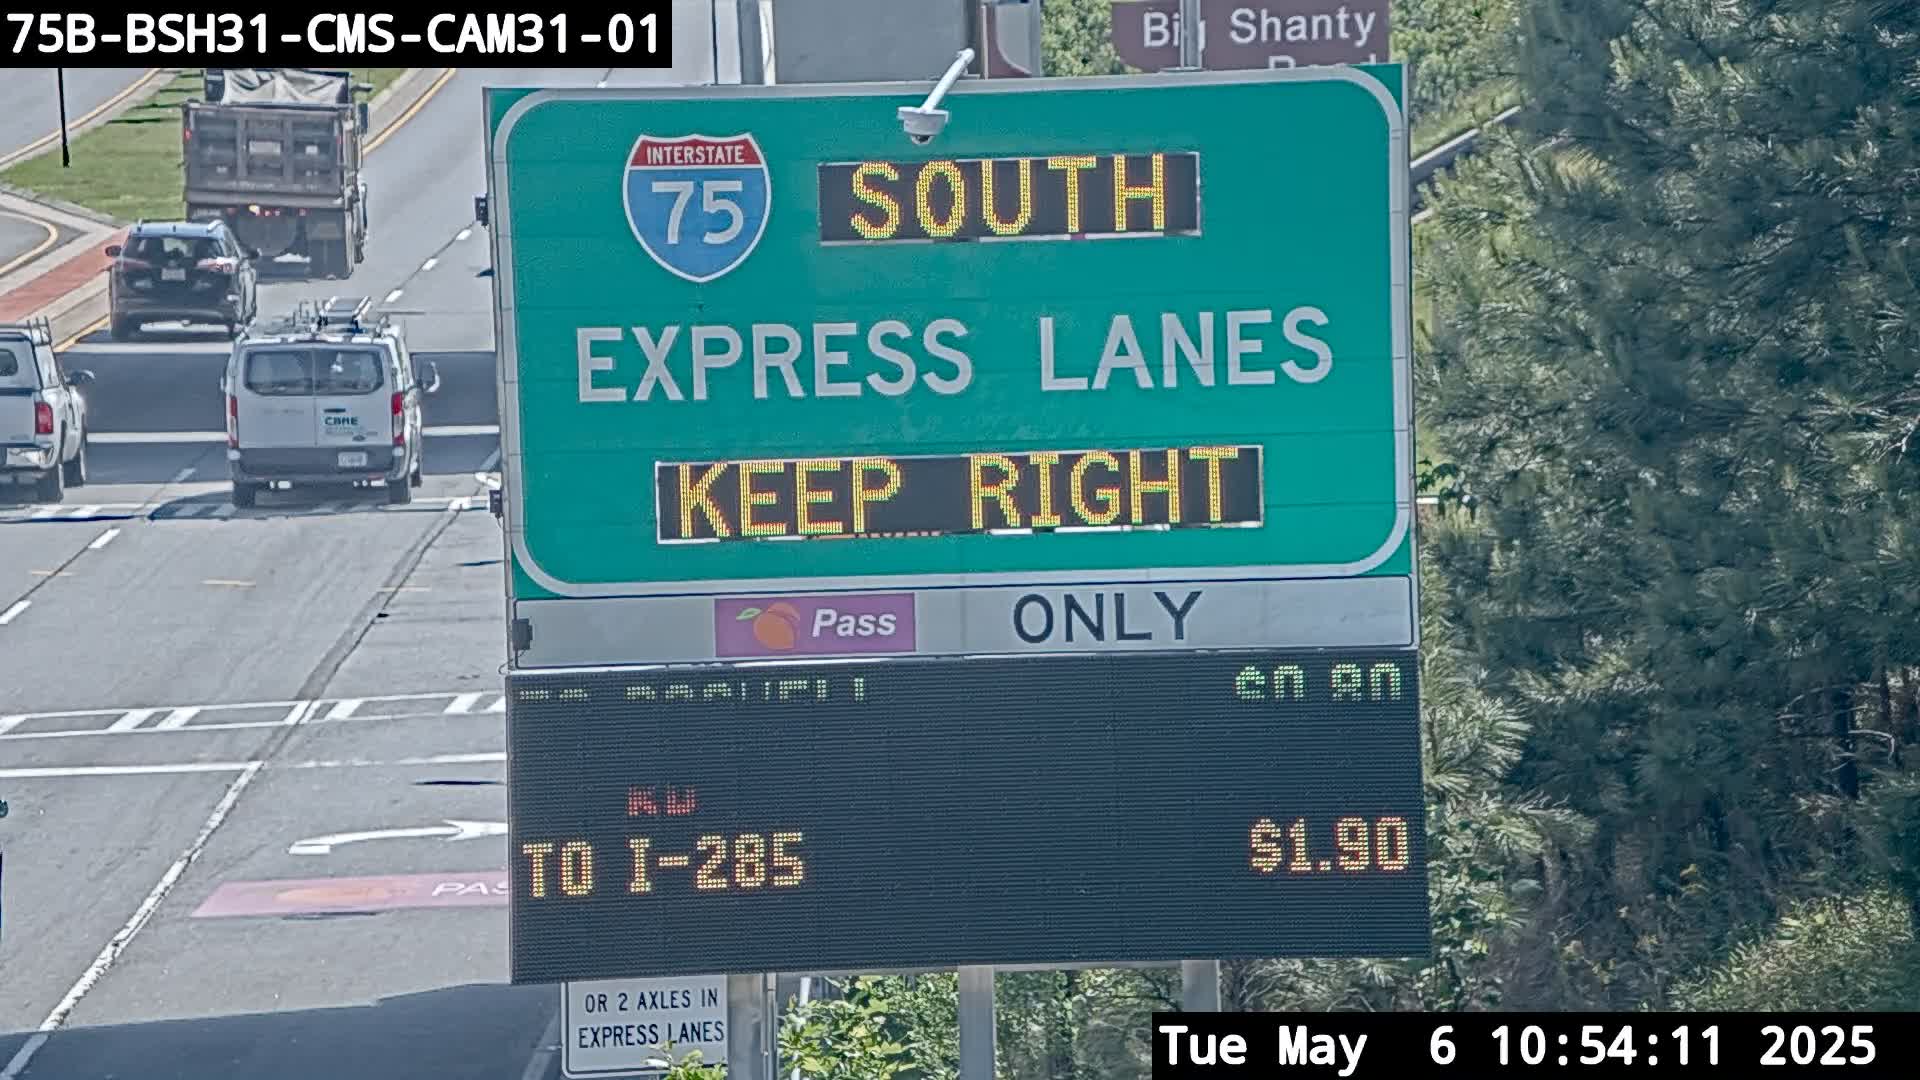 75B-BSH31-CMS-CAM31-01
Big Shanty
Road
INTERSTATE
75
SOUTH
EXPRESS LANES
KEEP RIGHT
Pass ONLY
TO I-285 $1.90
OR 2 AXLES IN
EXPRESS LANES
Tue May 6 10:54:11 2025